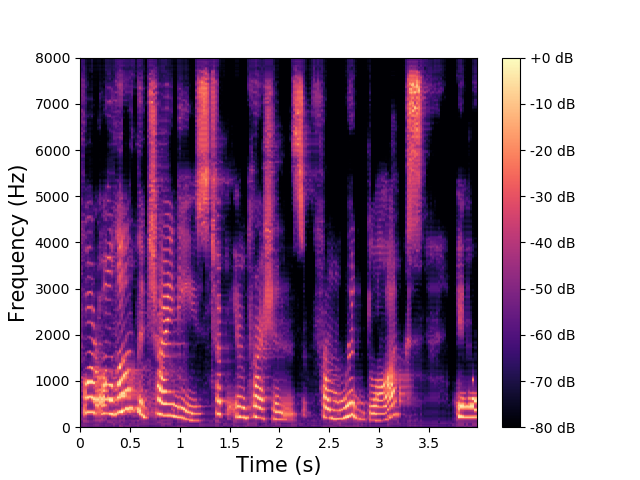 8000
7000
6000
5000
4000
3000
2000
1000
0
Frequency (Hz)
0 0.5 1 1.5 2 2.5 3 3.5
Time (s)
+0 dB
-10 dB
-20 dB
-30 dB
-40 dB
-50 dB
-60 dB
-70 dB
-80 dB